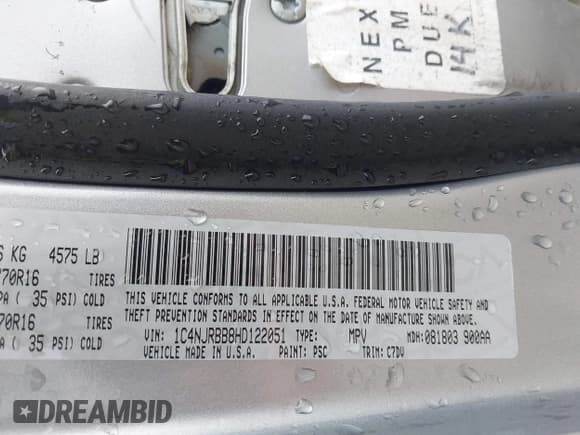 NEX
PM
DUE
14K
6 KG 4575 LB
70R16 TIRES
PA ( 35 PSI) COLD
70R16 TIRES
PA ( 35 PSI) COLD
THIS VEHICLE CONFORMS TO ALL APPLICABLE U.S.A. FEDERAL MOTOR VEHICLE SAFETY AND
THEFT PREVENTION STANDARDS IN EFFECT ON THE DATE OF MANUFACTURE SHOWN ABOVE.
VIN: 1C4NJRBB8HD122051 TYPE: MPV MDH: 081803 900AA
VEHICLE MADE IN U.S.A. PAINT: PSC TRIM: C7DV
DREAMBID